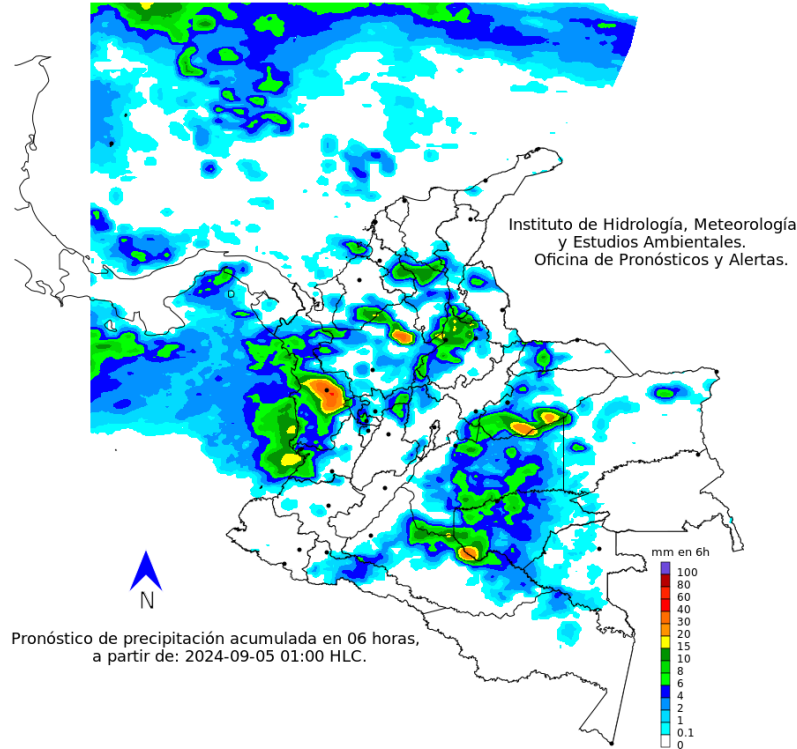 Instituto de Hidrología, Meteorología
y Estudios Ambientales.
Oficina de Pronósticos y Alertas.
N
mm en 6h
100
80
60
40
30
20
15
10
8
6
4
2
1
0.1
0
Pronóstico de precipitación acumulada en 06 horas,
a partir de: 2024-09-05 01:00 HLC.